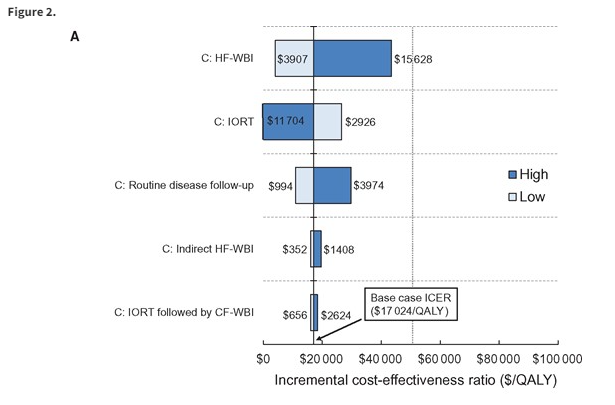 Figure 2.
A
C: HF-WBI
$3907
$15 628
C: IORT
$11 704
$2926
C: Routine disease follow-up
$994
$3974
High
Low
C: Indirect HF-WBI
$352
$1408
C: IORT followed by CF-WBI
$656
$2624
Base case ICER
($17 024/QALY)
$0 $20 000 $40 000 $60 000 $80 000 $100 000
Incremental cost-effectiveness ratio ($/QALY)